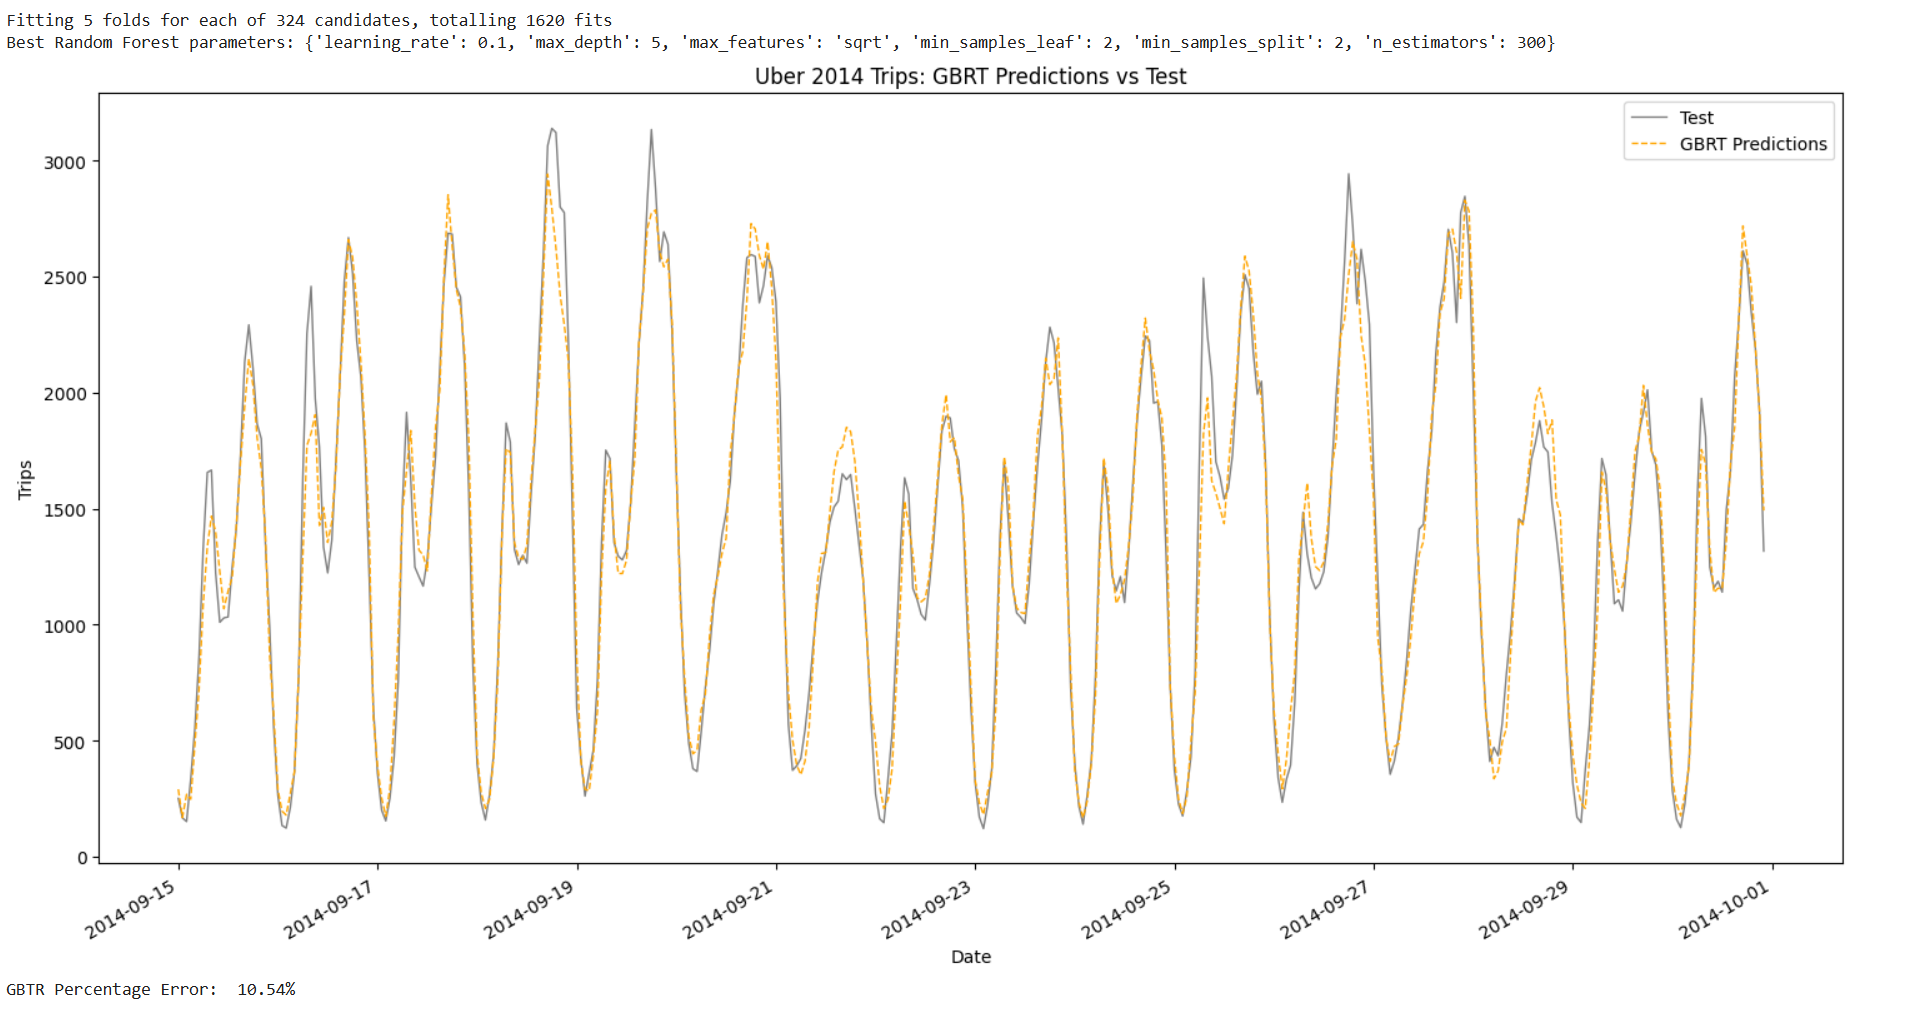 Fitting 5 folds for each of 324 candidates, totalling 1620 fits
Best Random Forest parameters: {'learning_rate': 0.1, 'max_depth': 5, 'max_features': 'sqrt', 'min_samples_leaf': 2, 'min_samples_split': 2, 'n_estimators': 300}
Uber 2014 Trips: GBRT Predictions vs Test
Test
GBRT Predictions
3000
2500
2000
1500
1000
500
0
Trips
2014-09-15
2014-09-17
2014-09-19
2014-09-21
2014-09-23
2014-09-25
2014-09-27
2014-09-29
2014-10-01
Date
GBTR Percentage Error:  10.54%